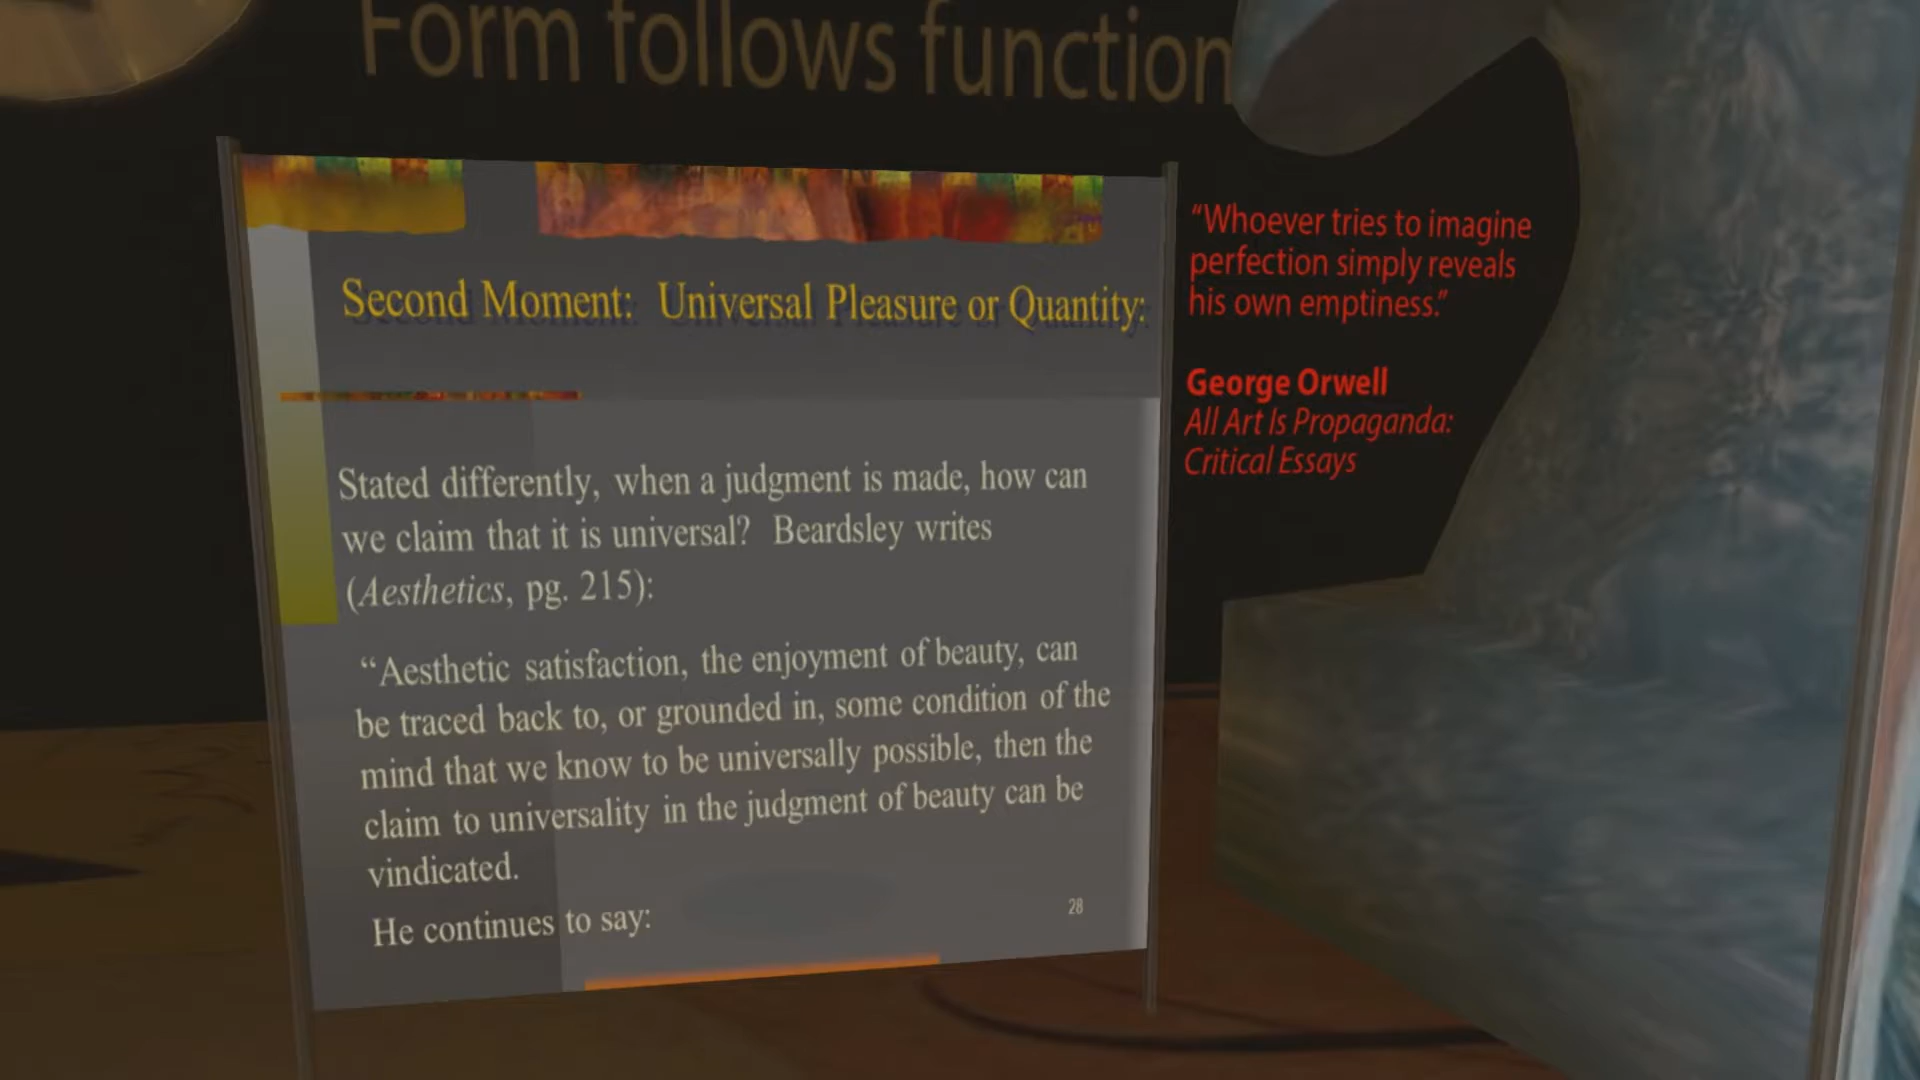 Form follows function
Second Moment: Universal Pleasure or Quantity:
Stated differently, when a judgment is made, how can
we claim that it is universal? Beardsley writes
(Aesthetics, pg. 215):
“Aesthetic satisfaction, the enjoyment of beauty, can
be traced back to, or grounded in, some condition of the
mind that we know to be universally possible, then the
claim to universality in the judgment of beauty can be
vindicated.
He continues to say:
28
“Whoever tries to imagine
perfection simply reveals
his own emptiness.”
George Orwell
All Art Is Propaganda:
Critical Essays